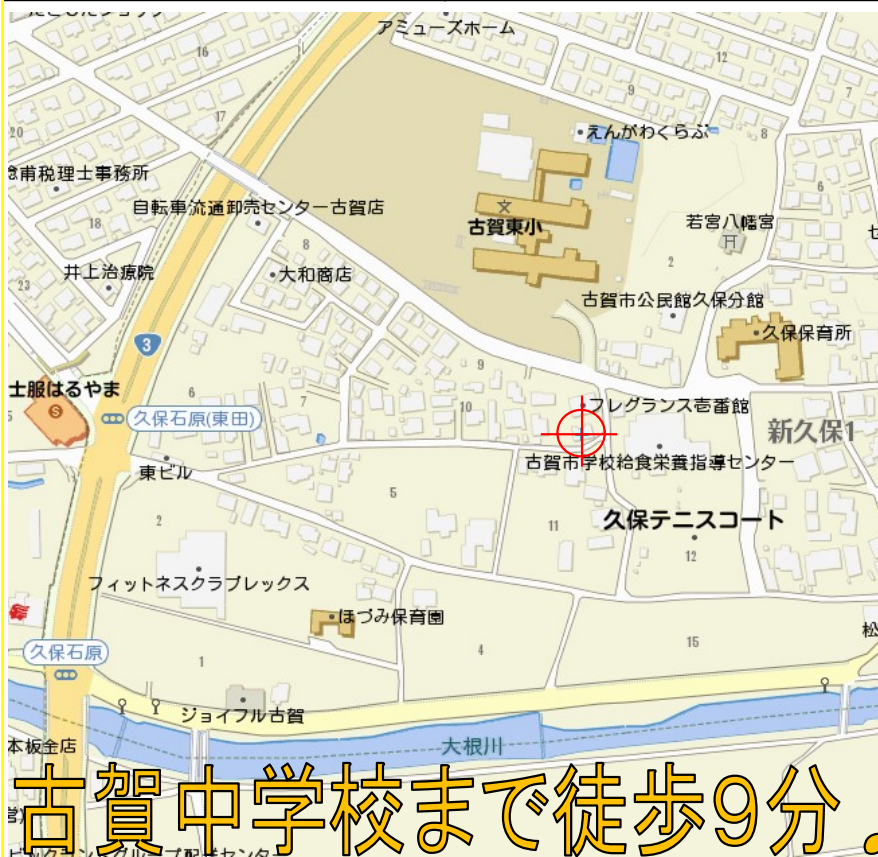 アミューズホーム
16
12
9
7
17
20
えんがわくらぶ
8
税理士事務所
6
自転車流通卸売センター古賀店
18
古賀東小
若宮八幡宮
8
2
井上治療院
大和商店
23
古賀市公民館久保分館
3
久保保育所
9
士服はるやま
6
7
10
フレグランス壱番館
S
久保石原(東田)
新久保1
東ビル
古賀市学校給食栄養指導センター
5
2
11
久保テニスコート
12
フィットネスクラブレックス
ほづみ保育園
松
15
久保石原
4
1
ジョイフル古賀
本板金店
大根川
古賀中学校まで徒歩9分